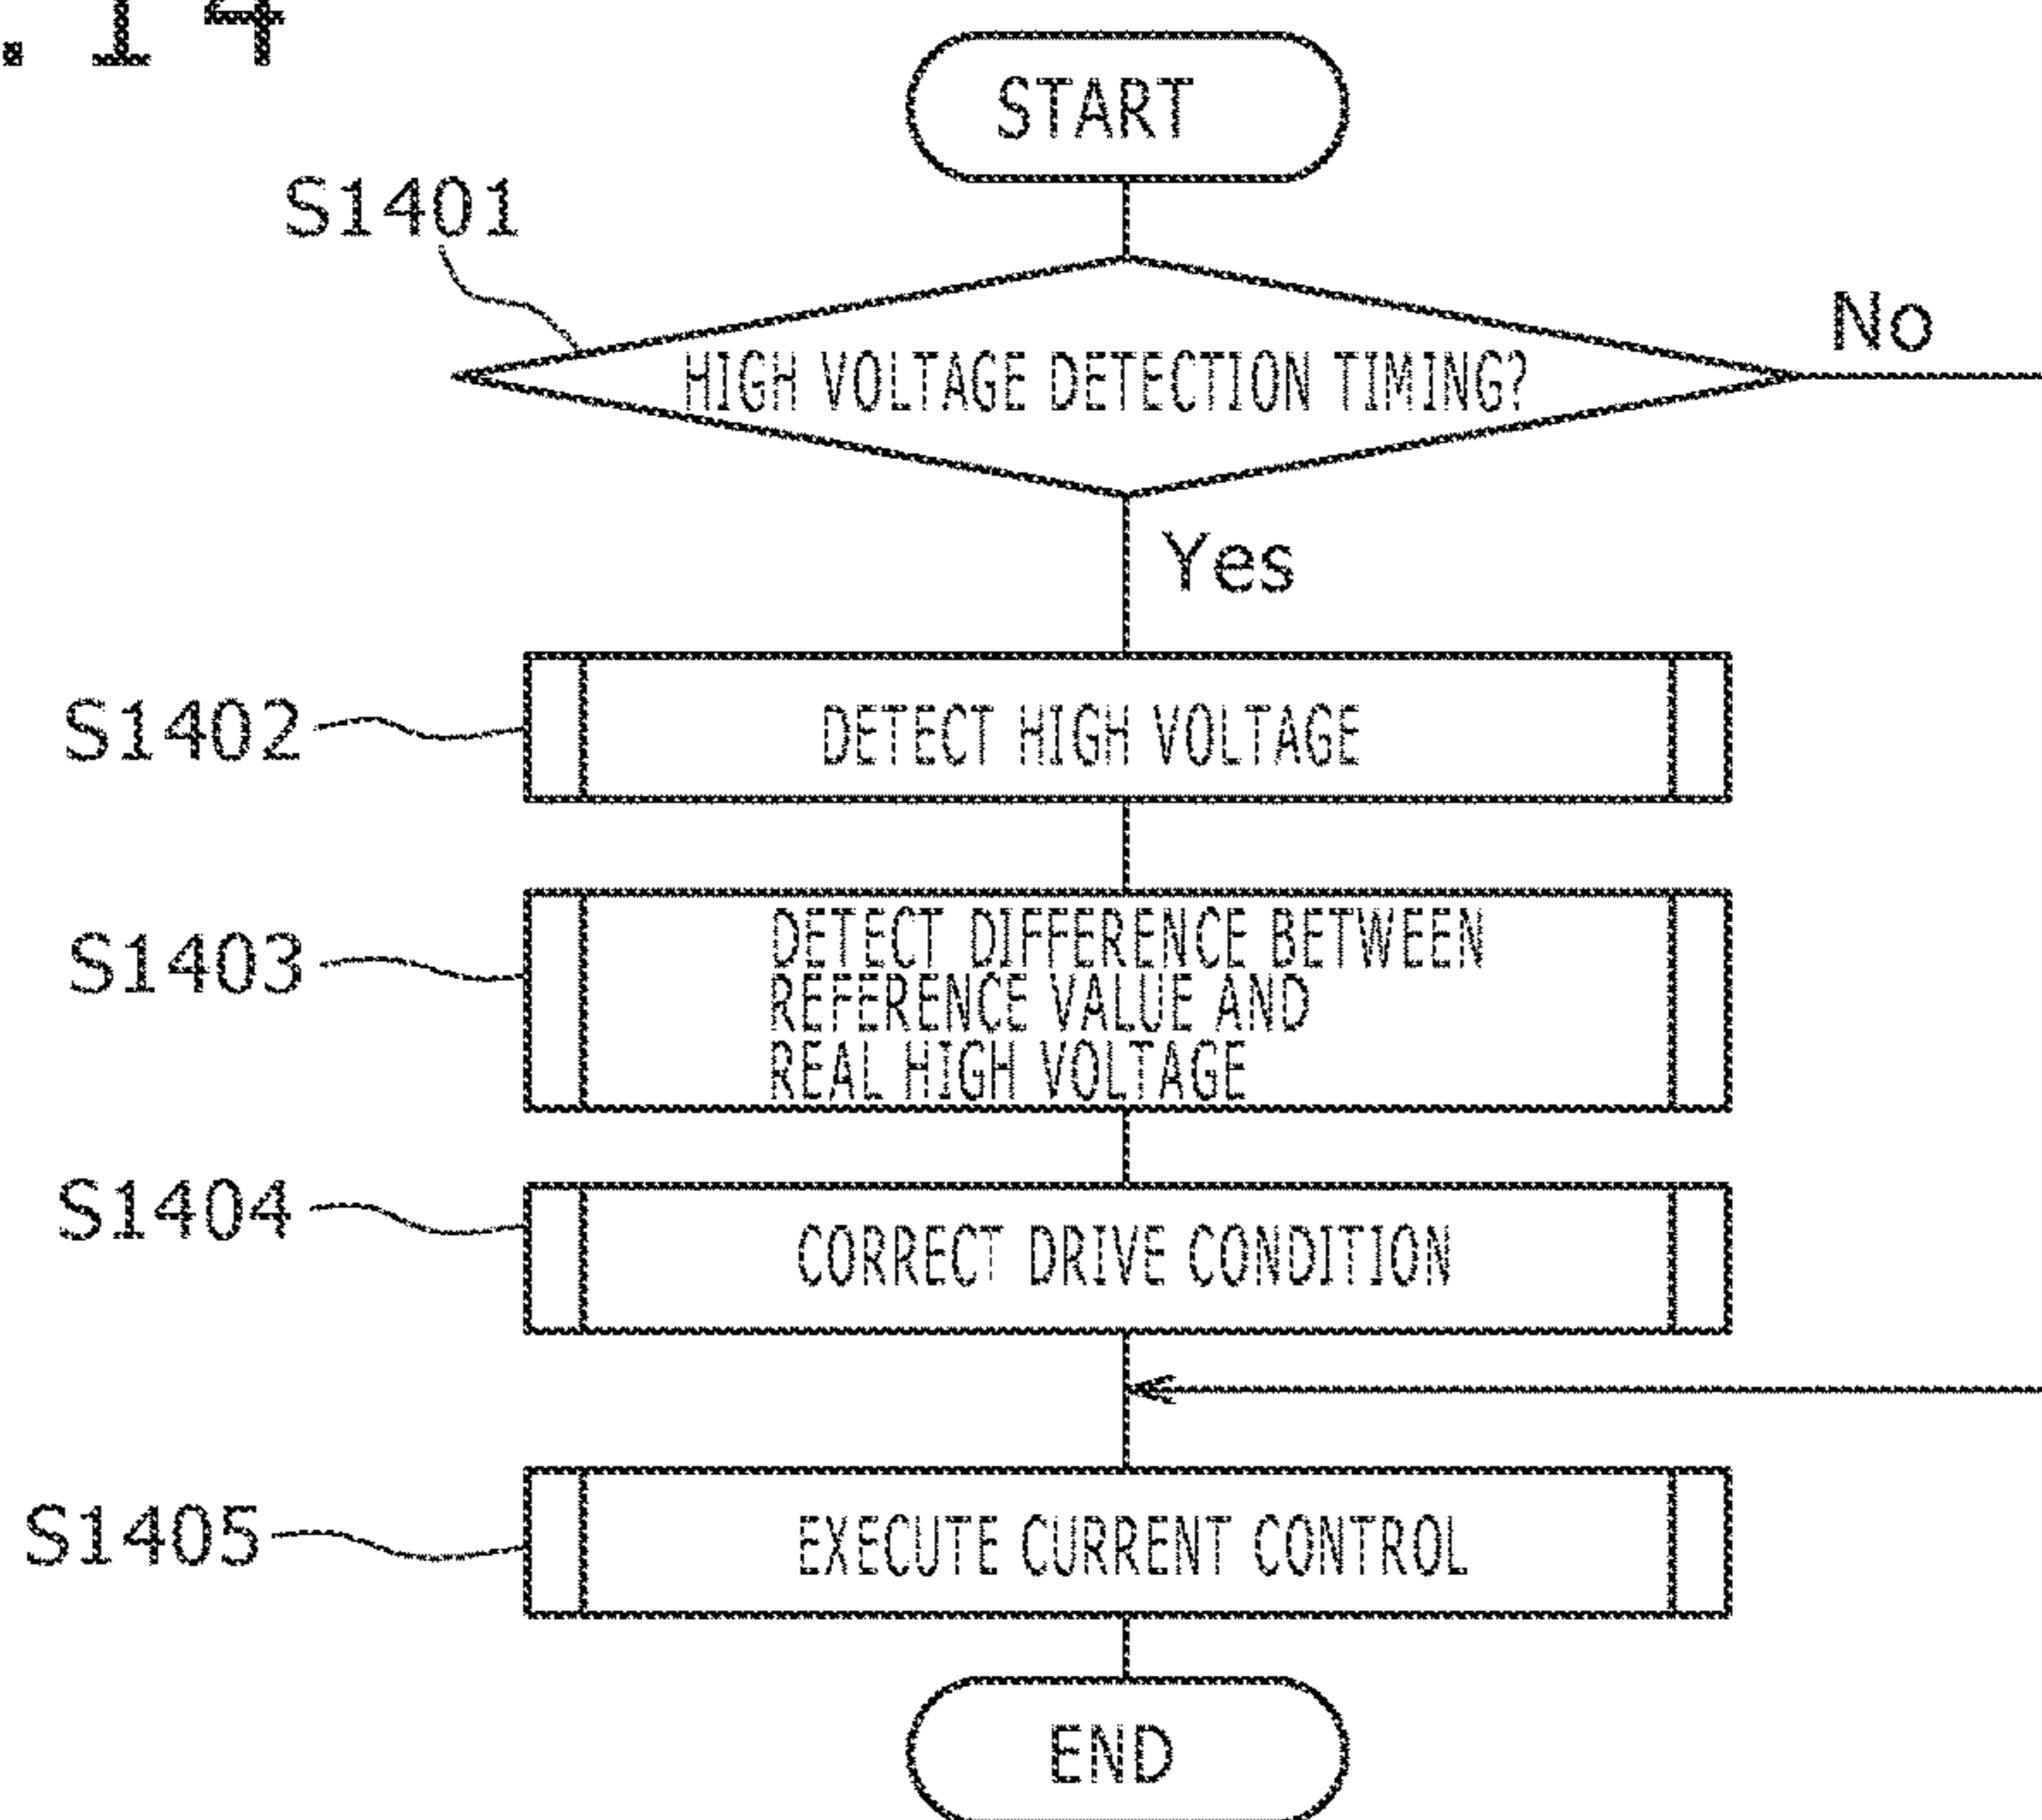 .14
START
S1401
HIGH VOLTAGE DETECTION TIMING?
No
Yes
S1402
DETECT HIGH VOLTAGE
S1403
DETECT DIFFERENCE BETWEEN
REFERENCE VALUE AND
REAL HIGH VOLTAGE
S1404
CORRECT DRIVE CONDITION
S1405
EXECUTE CURRENT CONTROL
END